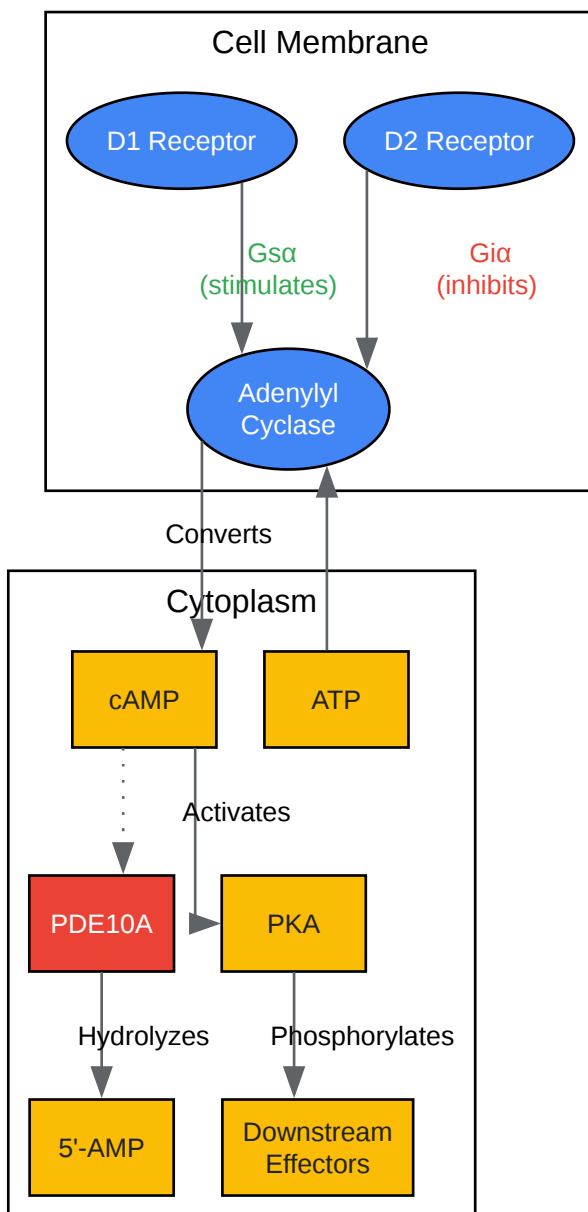 Cell Membrane
D1 Receptor
D2 Receptor
Gsα
(stimulates)
Giα
(inhibits)
Adenylyl
Cyclase
Converts
Cytoplasm
cAMP
ATP
Activates
PDE10A
PKA
Hydrolyzes
Phosphorylates
5'-AMP
Downstream
Effectors